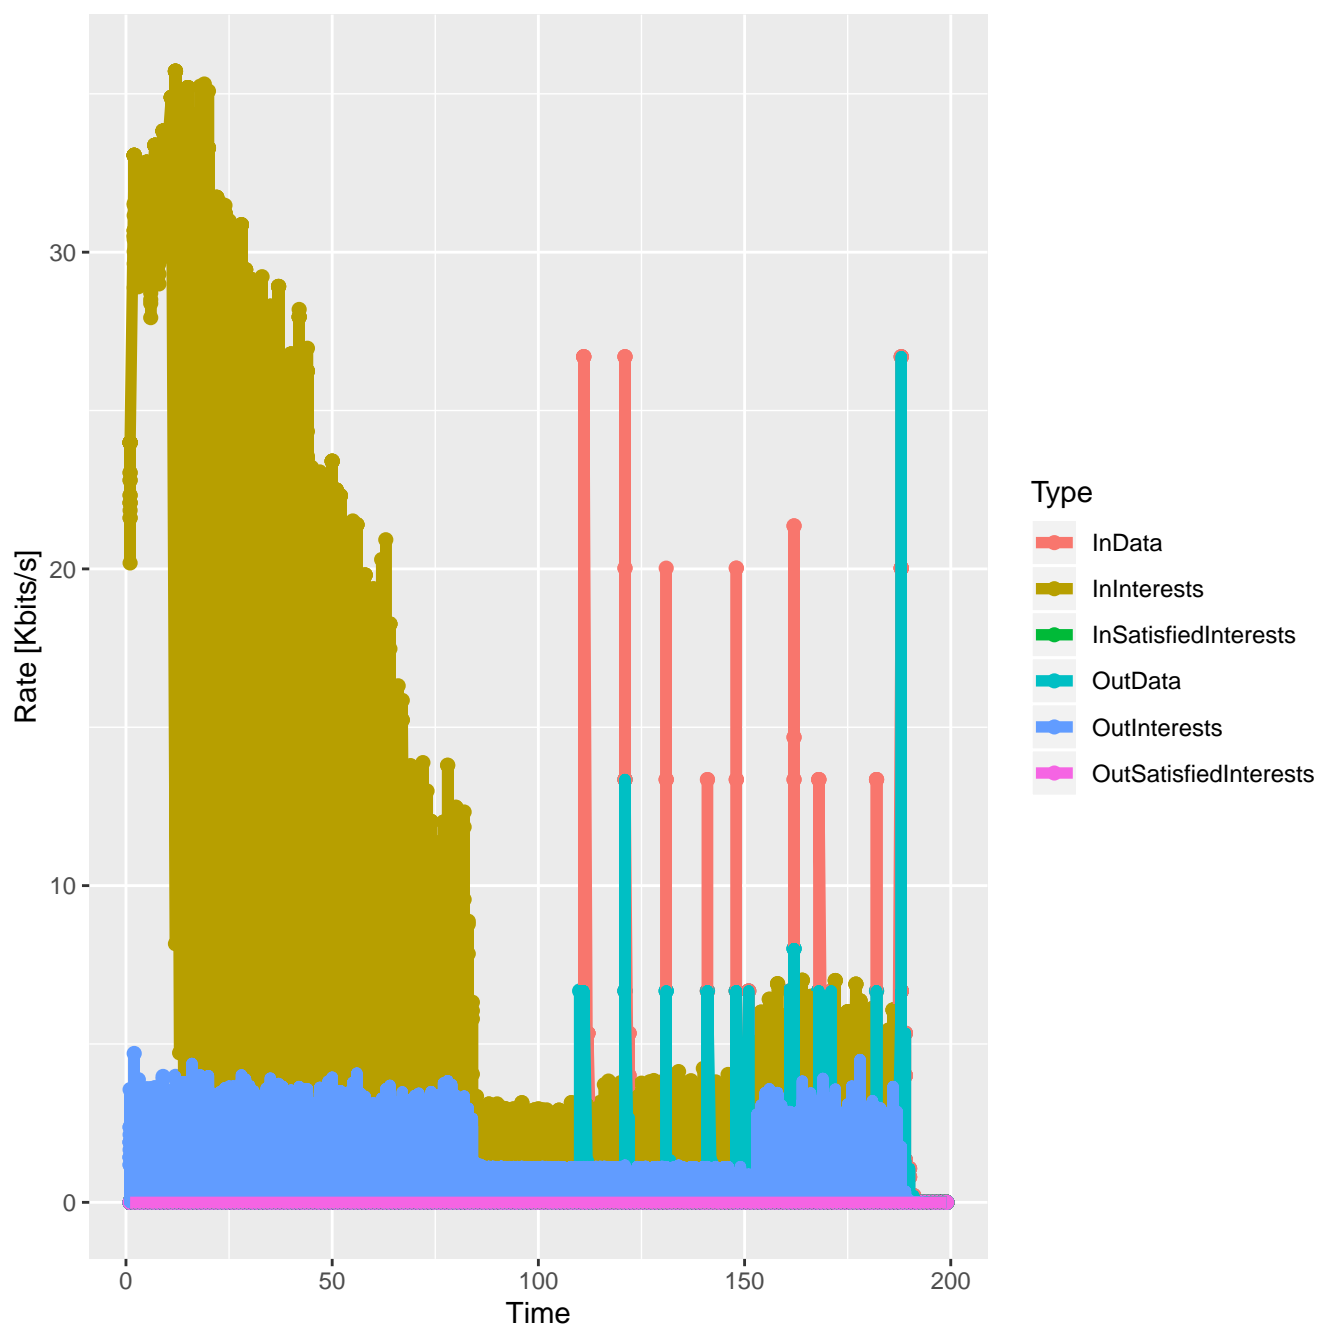 Rate [Kbits/s]
30
20
10
0
0 50 100 150 200
Time
Type
InData
InInterests
InSatisfiedInterests
OutData
OutInterests
OutSatisfiedInterests